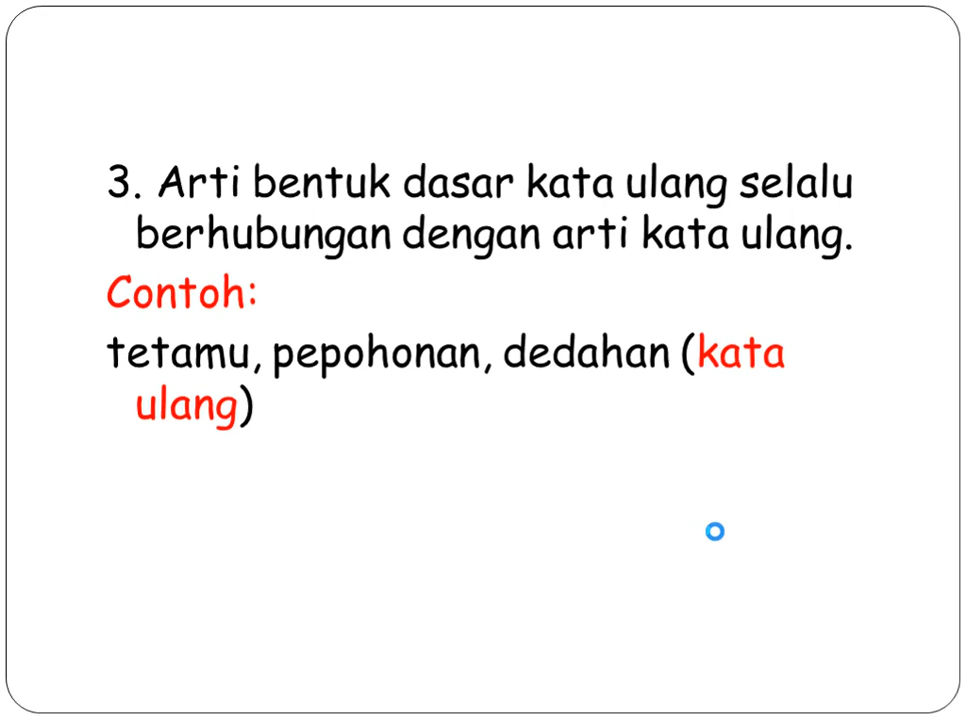 3. Arti bentuk dasar kata ulang selalu
berhubungan dengan arti kata ulang.
Contoh:
tetamu, pepohonan, dedahan (kata
ulang)